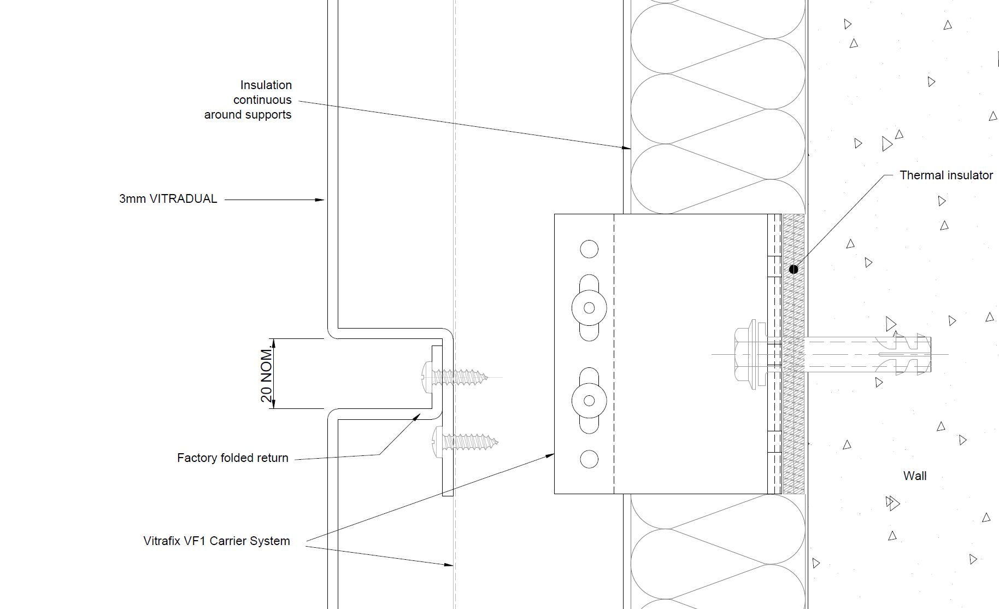 Insulation
continuous
around supports
Thermal insulator
3mm VITRADUAL
20 NOM.
Factory folded return
Wall
Vitrafix VF1 Carrier System